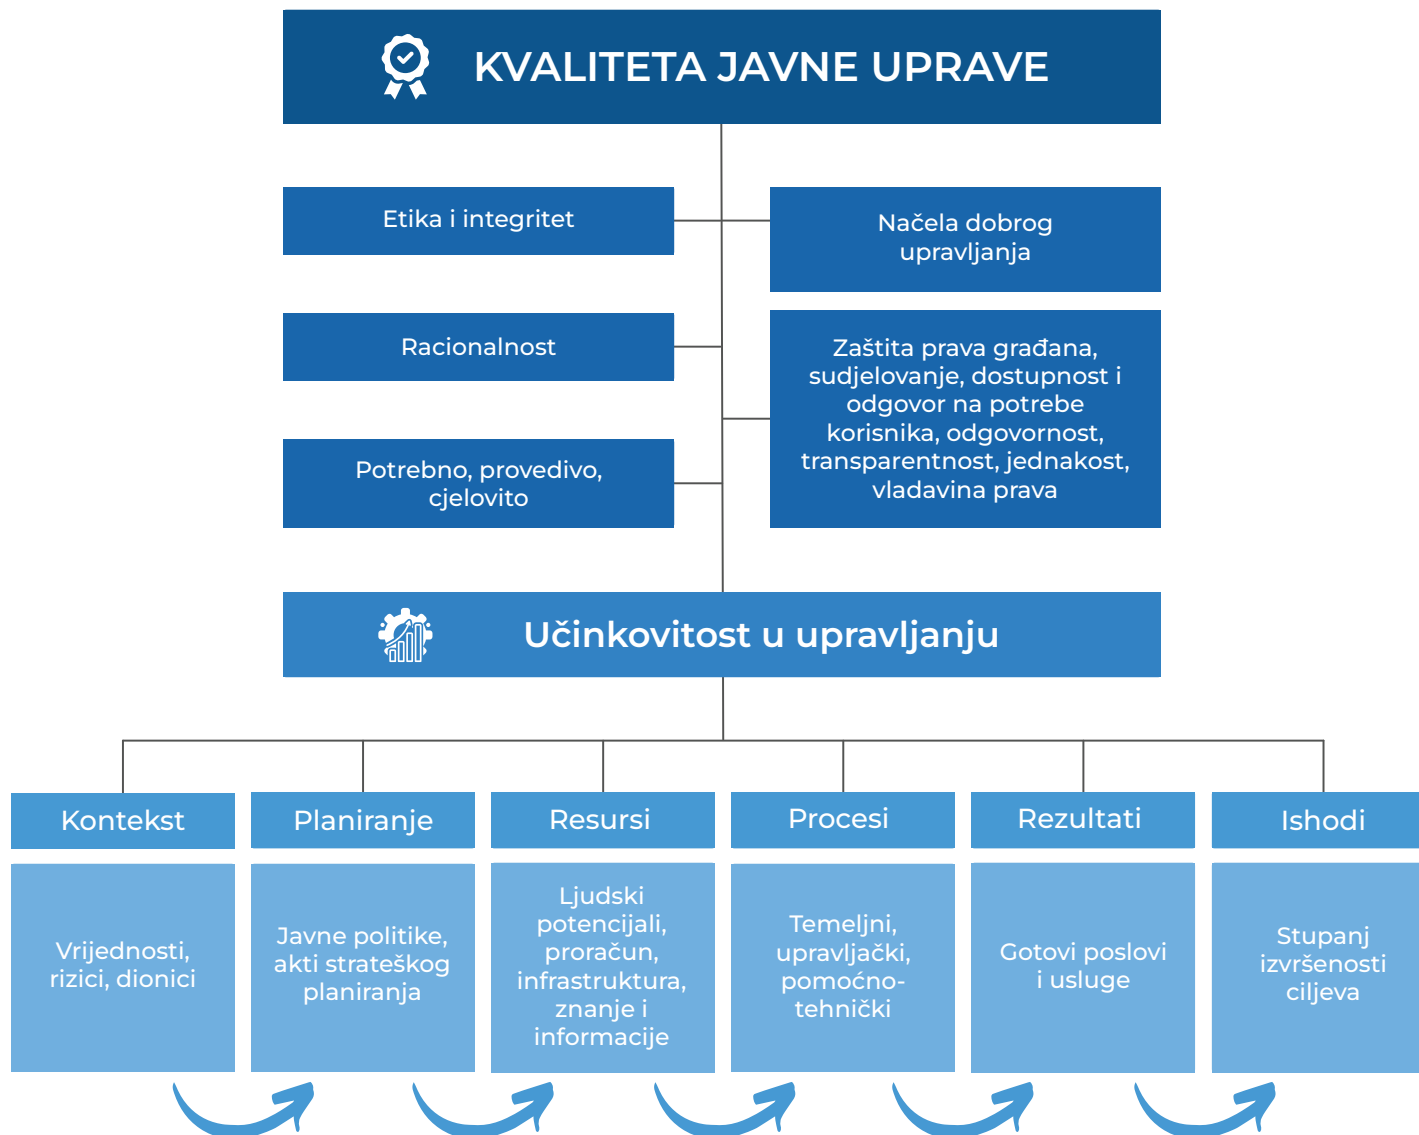 KVALITETA JAVNE UPRAVE
Etika i integritet
Načela dobrog
upravljanja
Racionalnost
Zaštita prava građana,
sudjelovanje, dostupnost i
odgovor na potrebe
korisnika, odgovornost,
transparentnost, jednakost,
vladavina prava
Potrebno, provedivo,
cjelovito
Učinkovitost u upravljanju
Kontekst
Planiranje
Resursi
Procesi
Rezultati
Ishodi
Vrijednosti,
rizici, dionici
Javne politike,
akti strateškog
planiranja
Ljudski
potencijali,
proračun,
infrastruktura,
znanje i
informacije
Temeljni,
upravljački,
pomoćno-
tehnički
Gotovi poslovi
i usluge
Stupanj
izvršenosti
ciljeva